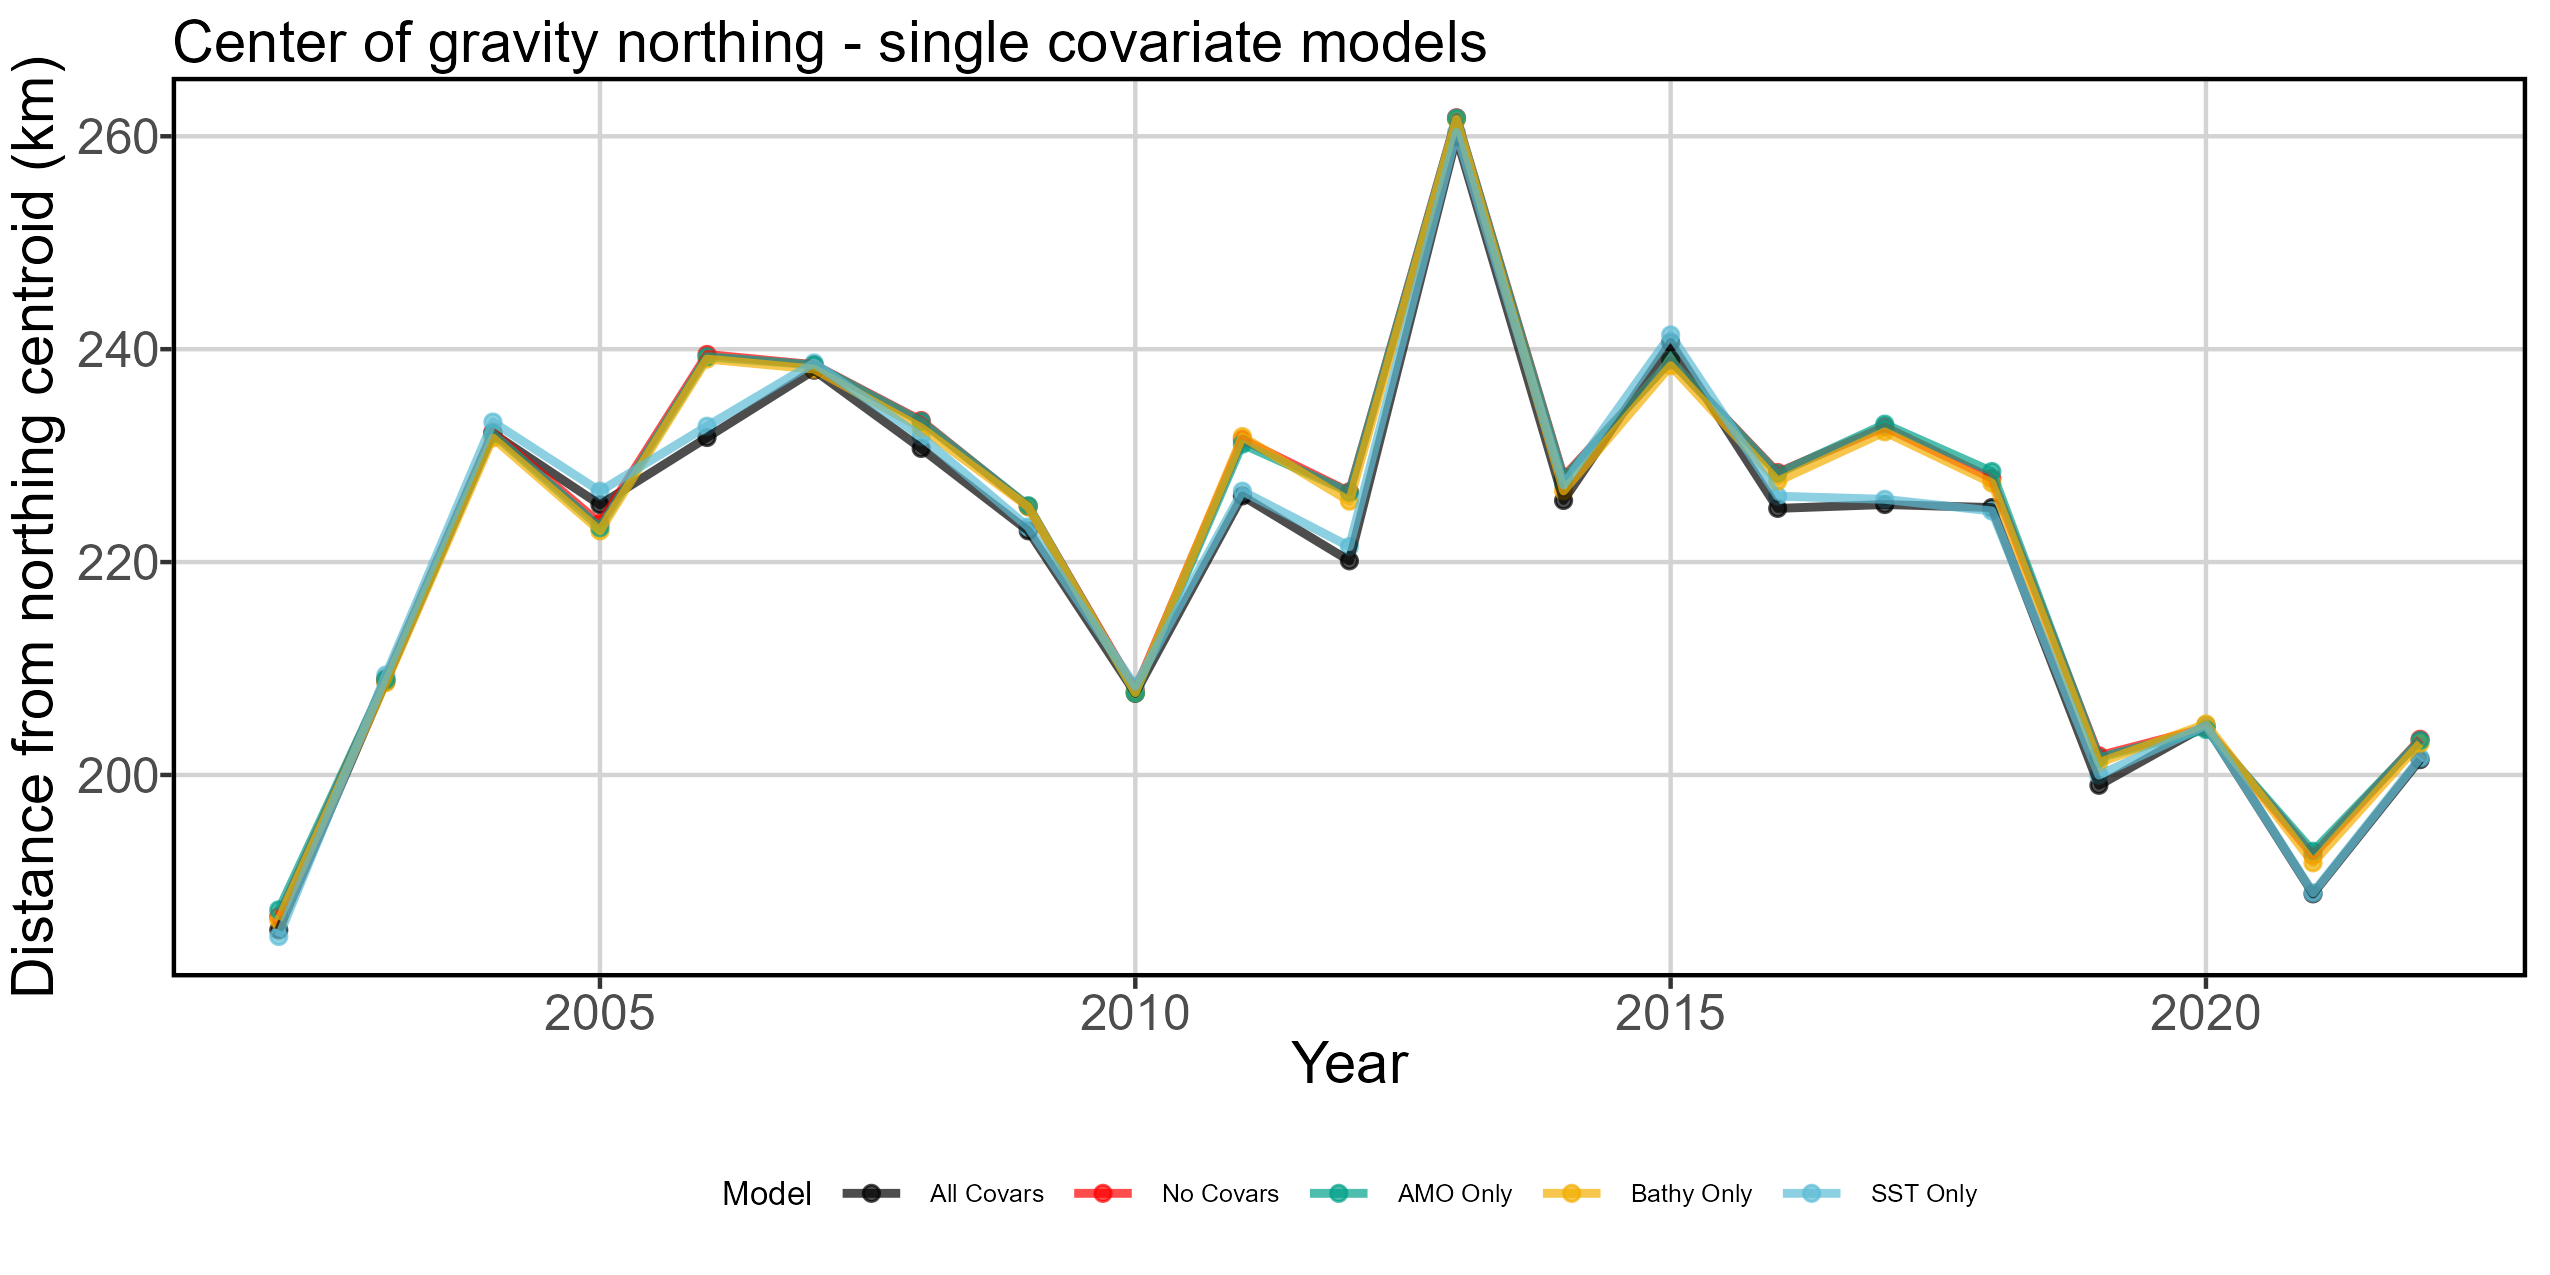 Center of gravity northing - single covariate models
Distance from northing centroid (km)
260
240
220
200
2005
2010
2015
2020
Year
Model
All Covars
No Covars
AMO Only
Bathy Only
SST Only